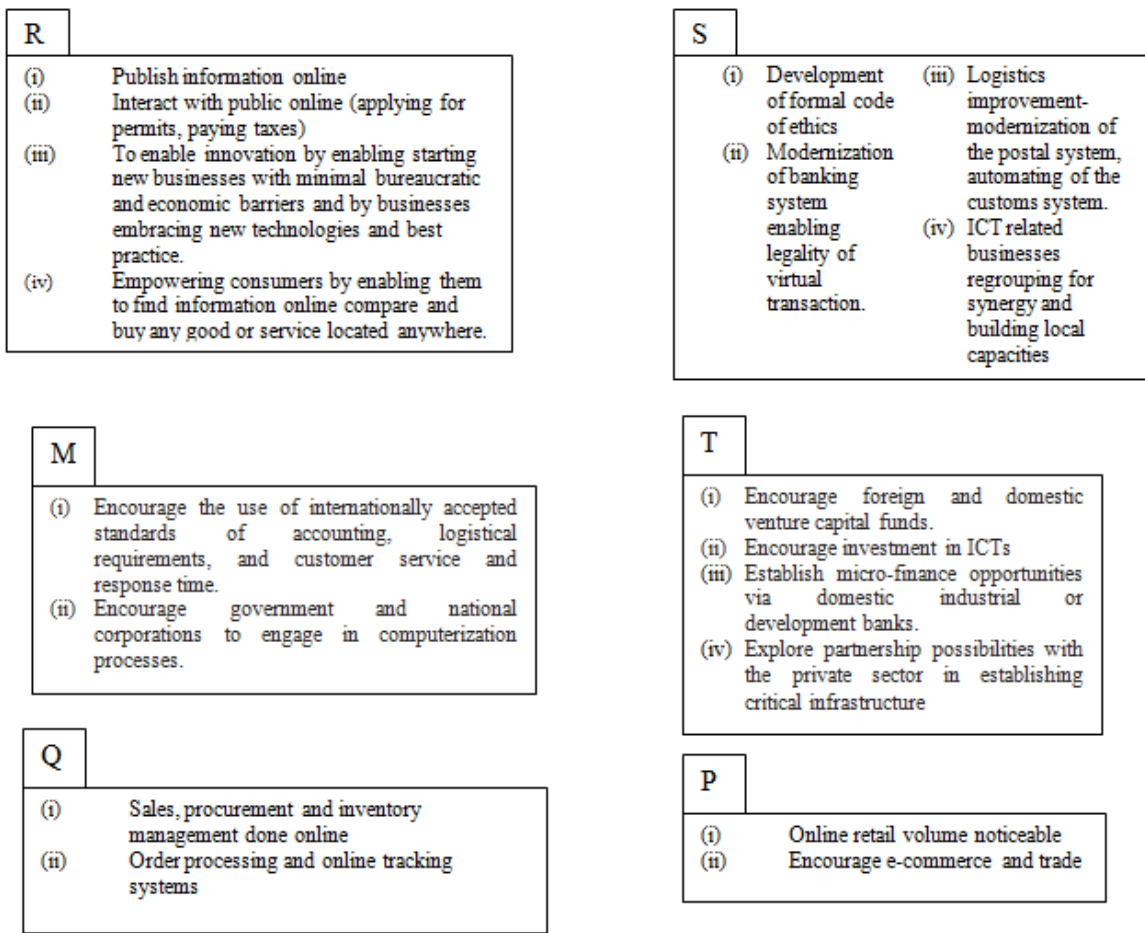 R
(i) Publish information online
(ii) Interact with public online (applying for
permits, paying taxes)
(iii) To enable innovation by enabling starting
new businesses with minimal bureaucratic
and economic barriers and by businesses
embracing new technologies and best
practice.
(iv) Empowering consumers by enabling them
to find information online compare and
buy any good or service located anywhere.
S
(i) Development
of formal code
of ethics
(ii) Modernization
of banking
system
enabling
legality of
virtual
transaction.
(iii) Logistics
improvement-
modernization of
the postal system,
automating of the
customs system.
(iv) ICT related
businesses
regrouping for
synergy and
building local
capacities
M
(i) Encourage the use of internationally accepted
standards of accounting, logistical
requirements, and customer service and
response time.
(ii) Encourage government and national
corporations to engage in computerization
processes.
T
(i) Encourage foreign and domestic
venture capital funds.
(ii) Encourage investment in ICTs
(iii) Establish micro-finance opportunities
via domestic industrial or
development banks.
(iv) Explore partnership possibilities with
the private sector in establishing
critical infrastructure
Q
(i) Sales, procurement and inventory
management done online
(ii) Order processing and online tracking
systems
P
(i) Online retail volume noticeable
(ii) Encourage e-commerce and trade